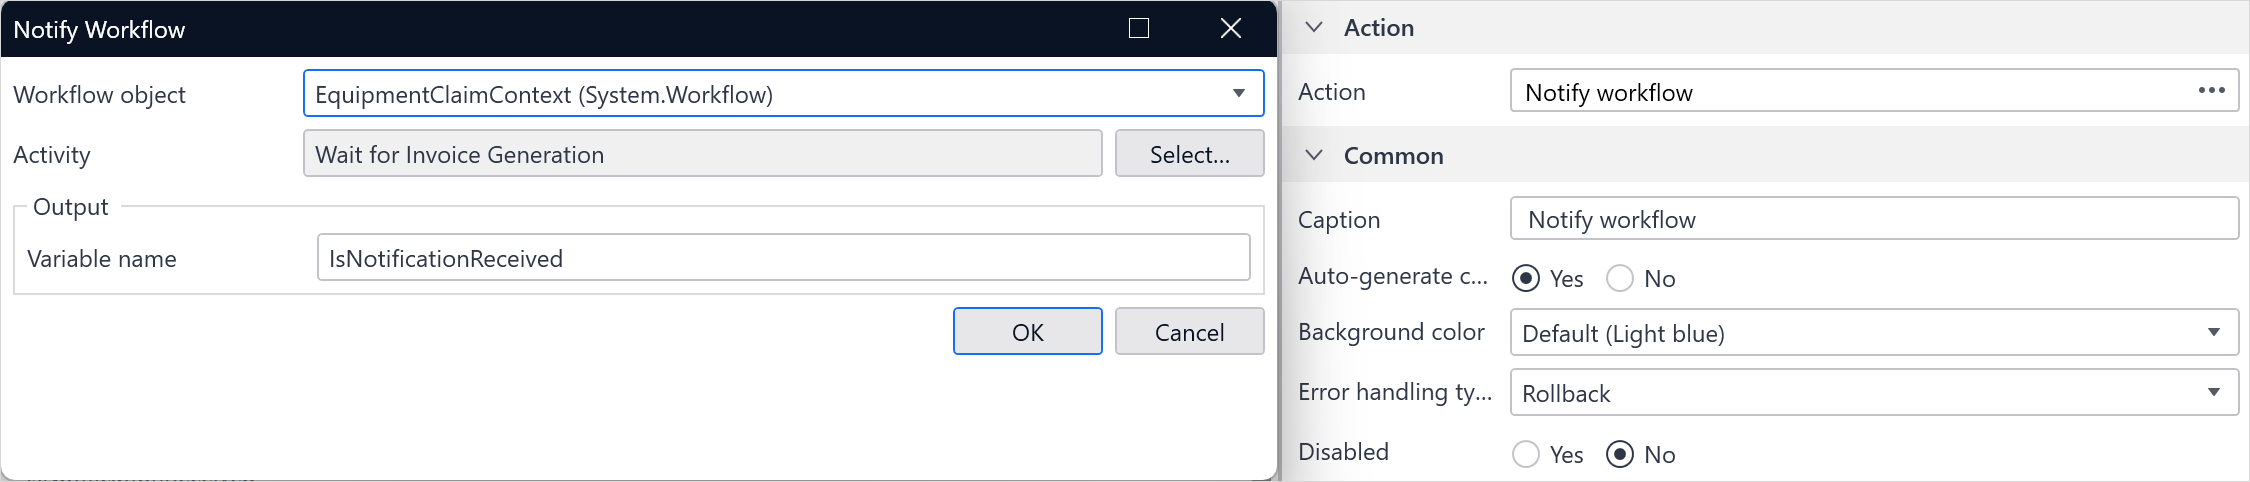 Notify Workflow
Workflow object
EquipmentClaimContext (System.Workflow)
Activity
Wait for Invoice Generation
Select...
Output
Variable name
IsNotificationReceived
OK
Cancel
Action
Action
Notify workflow
Common
Caption
Notify workflow
Auto-generate c...
Yes
No
Background color
Default (Light blue)
Error handling ty...
Rollback
Disabled
Yes
No